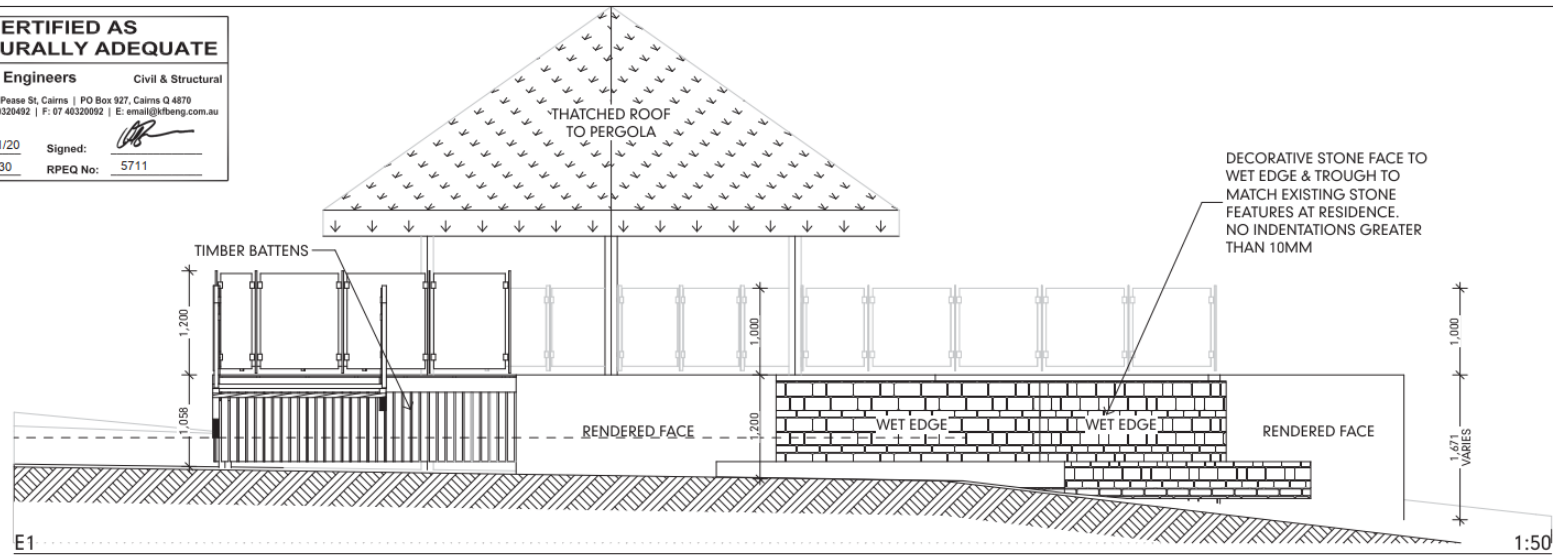 ERTIFIED AS
URALLY ADEQUATE
Engineers Civil & Structural
Pease St, Cairns | PO Box 927, Cairns Q 4870
320492 | F: 07 40320092 | E: email@kfbeng.com.au
1/20 Signed:
30 RPEQ No: 5711
THATCHED ROOF
TO PERGOLA
DECORATIVE STONE FACE TO
WET EDGE & TROUGH TO
MATCH EXISTING STONE
FEATURES AT RESIDENCE.
NO INDENTATIONS GREATER
THAN 10MM
TIMBER BATTENS
1,200
1,000
1,000
1,058
RENDERED FACE
1,200
WET EDGE
WET EDGE
RENDERED FACE
1,671
VARIES
E1
1:50